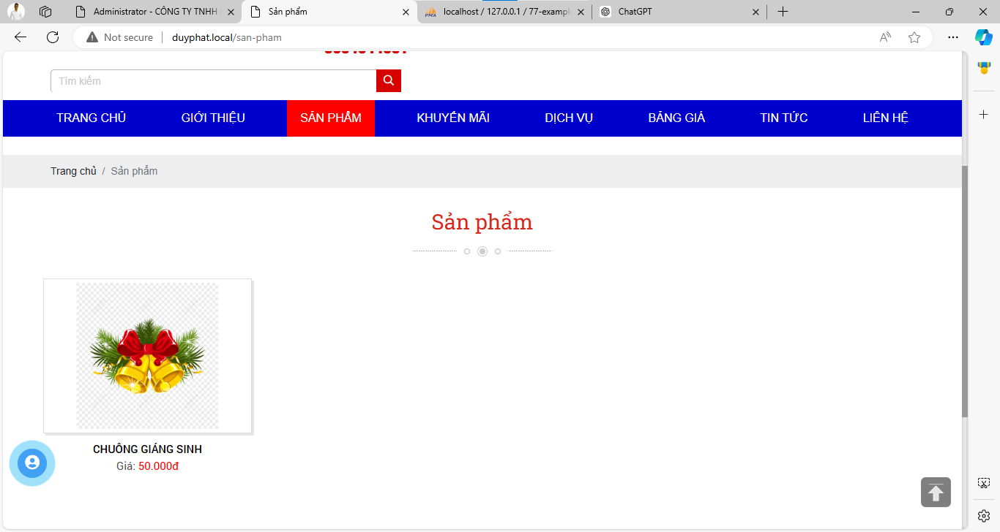 Administrator - CÔNG TY TNHH
Sản phẩm
localhost / 127.0.0.1 / 77-exampl
ChatGPT
Not secure
duyphat.local/san-pham
Tìm kiếm
TRANG CHỦ
GIỚI THIỆU
SẢN PHẨM
KHUYẾN MÃI
DỊCH VỤ
BẢNG GIÁ
TIN TỨC
LIÊN HỆ
Trang chủ / Sản phẩm
Sản phẩm
CHUÔNG GIÁNG SINH
Giá: 50.000đ